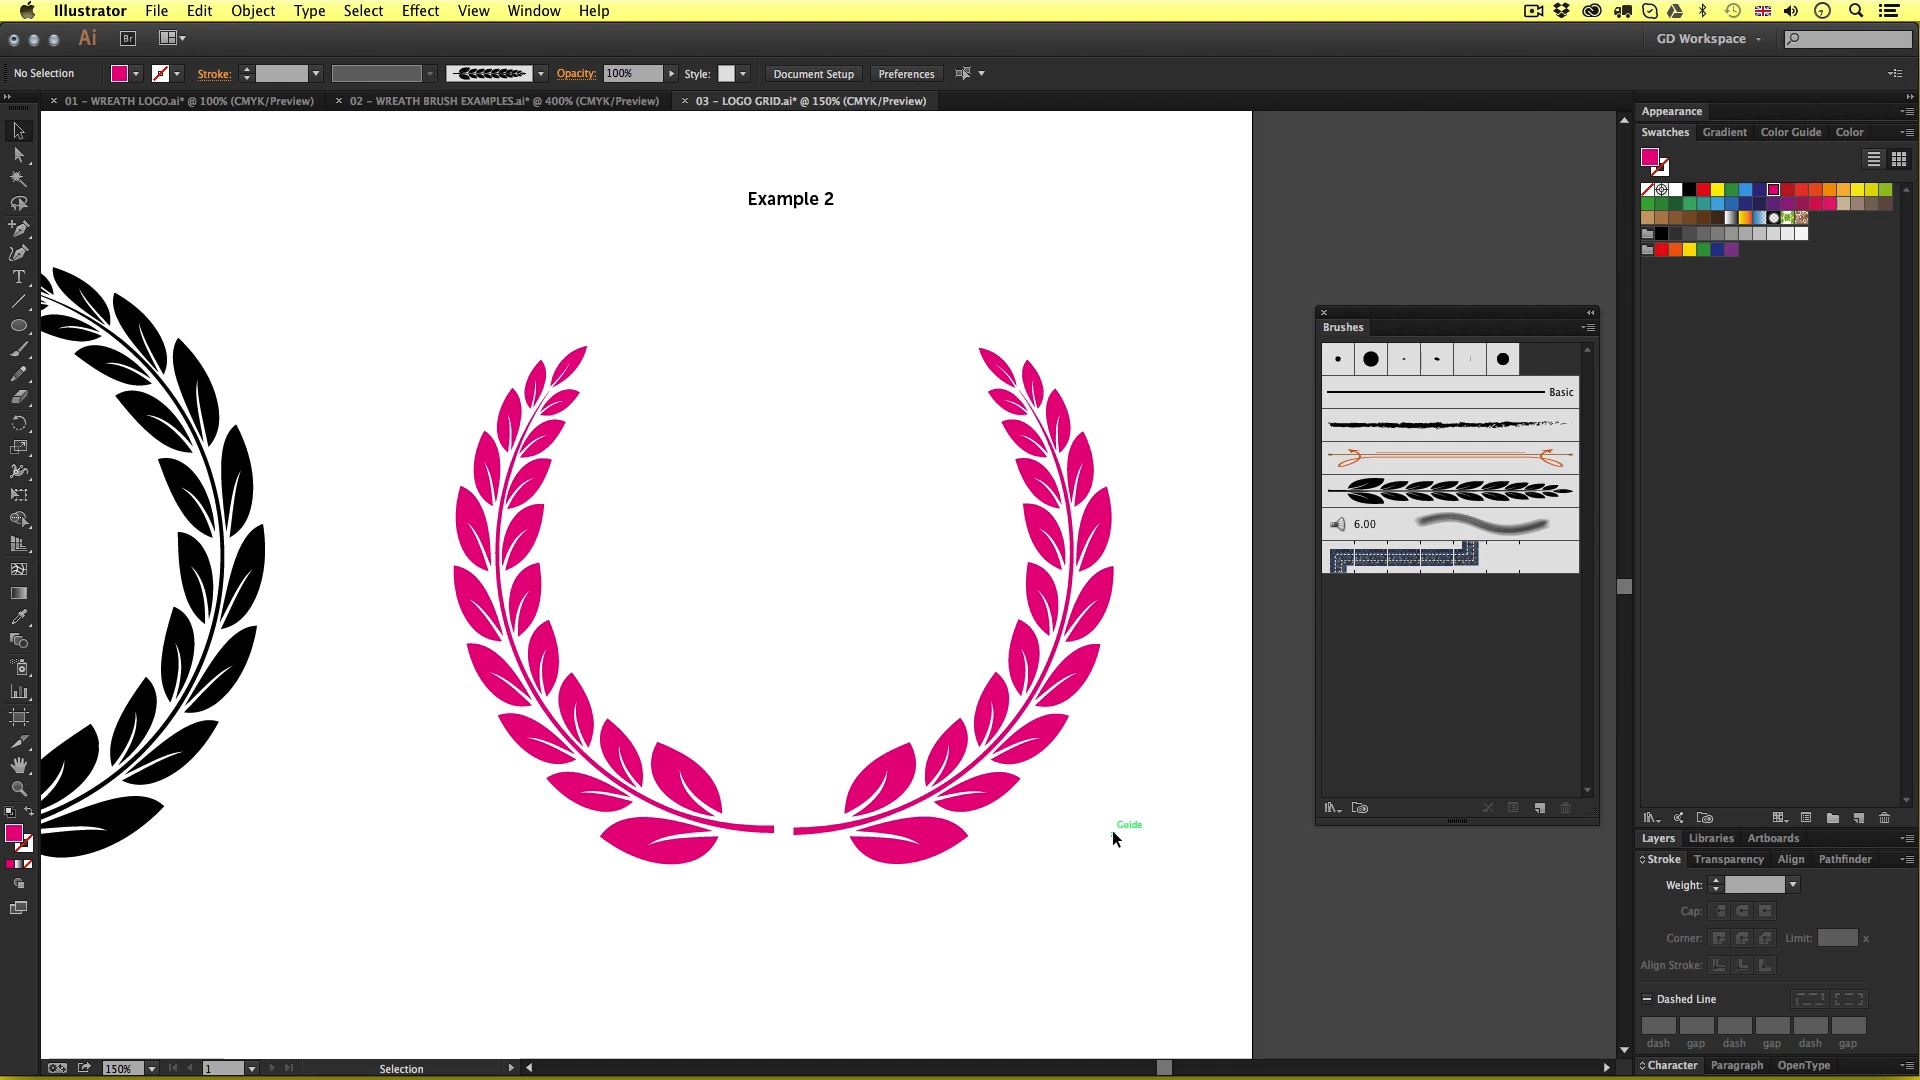 Illustrator File Edit Object Type Select Effect View Window Help
Ai Br GD Workspace
No Selection Stroke: Opacity: 100% Style: Document Setup Preferences
× 01 – WREATH LOGO.ai* @ 100% (CMYK/Preview) × 02 – WREATH BRUSH EXAMPLES.ai* @ 400% (CMYK/Preview) × 03 – LOGO GRID.ai* @ 150% (CMYK/Preview)
Appearance
Swatches Gradient Color Guide Color
Example 2
Brushes
Basic
6.00
Guide
Layers Libraries Artboards
Stroke Transparency Align Pathfinder
Weight:
Cap:
Corner: Limit: x
Align Stroke:
Dashed Line
dash gap dash gap dash gap
150% 1 Selection
Character Paragraph OpenType